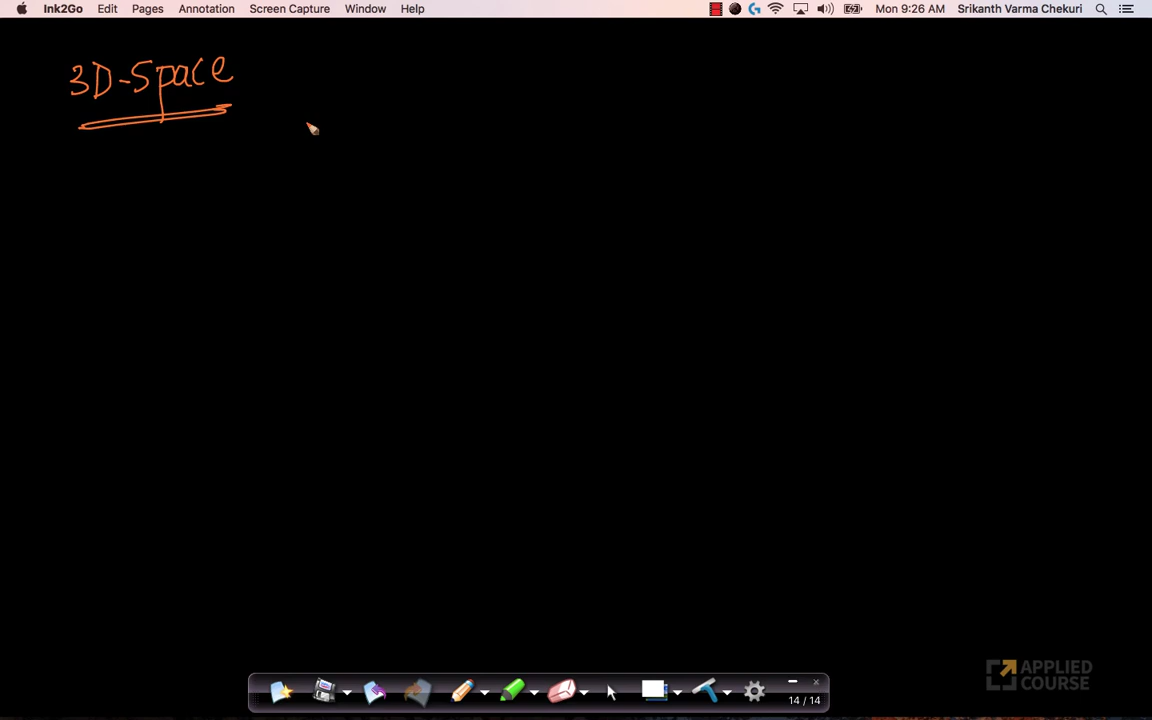 Ink2Go Edit Pages Annotation Screen Capture Window Help Mon 9:26 AM Srikanth Varma Chekuri
3D-Space
14 / 14
APPLIED
COURSE